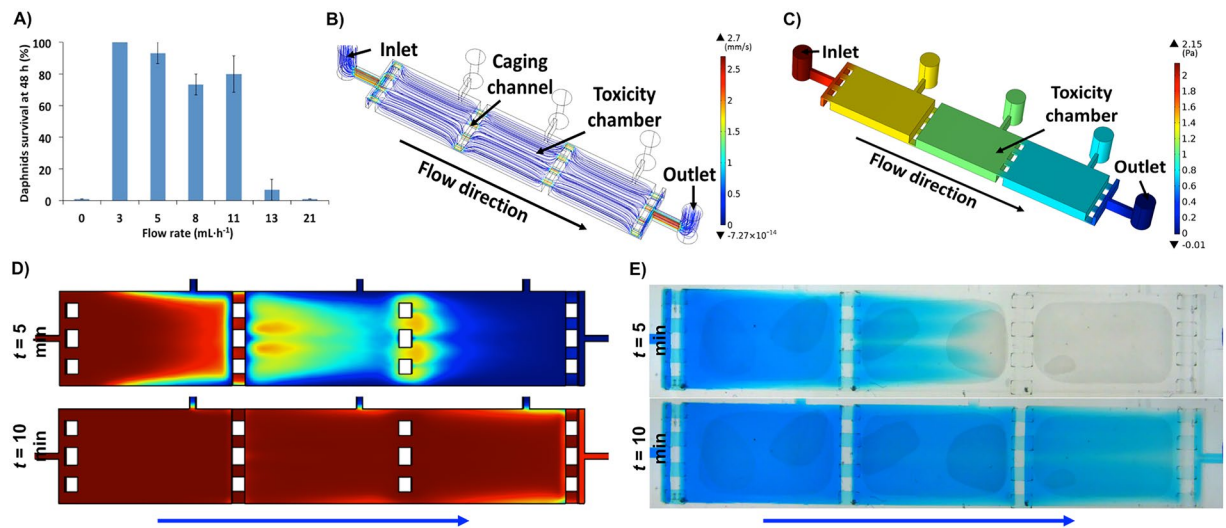 A)
Daphnids survival at 48 h (%)
100
80
60
40
20
0
0 3 5 8 11 13 21
Flow rate (mL·h⁻¹)
B)
Inlet
Caging
channel
Toxicity
chamber
Flow direction
Outlet
▲ 2.7
(mm/s)
2.5
2
1.5
1
0.5
0
▼ -7.27×10⁻¹⁴
C)
Inlet
Toxicity
chamber
Flow direction
Outlet
▲ 2.15
(Pa)
2
1.8
1.6
1.4
1.2
1
0.8
0.6
0.4
0.2
0
▼ -0.01
D)
t = 5
min
t = 10
min
E)
t = 5
min
t = 10
min